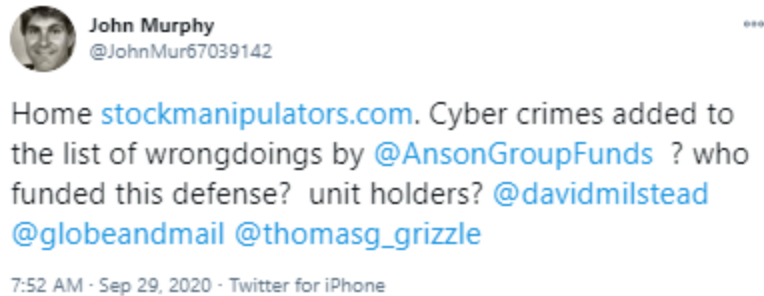 John Murphy
@JohnMur67039142
Home stockmanipulators.com. Cyber crimes added to
the list of wrongdoings by @AnsonGroupFunds  ? who
funded this defense?  unit holders? @davidmilstead
@globeandmail @thomasg_grizzle
7:52 AM · Sep 29, 2020 · Twitter for iPhone